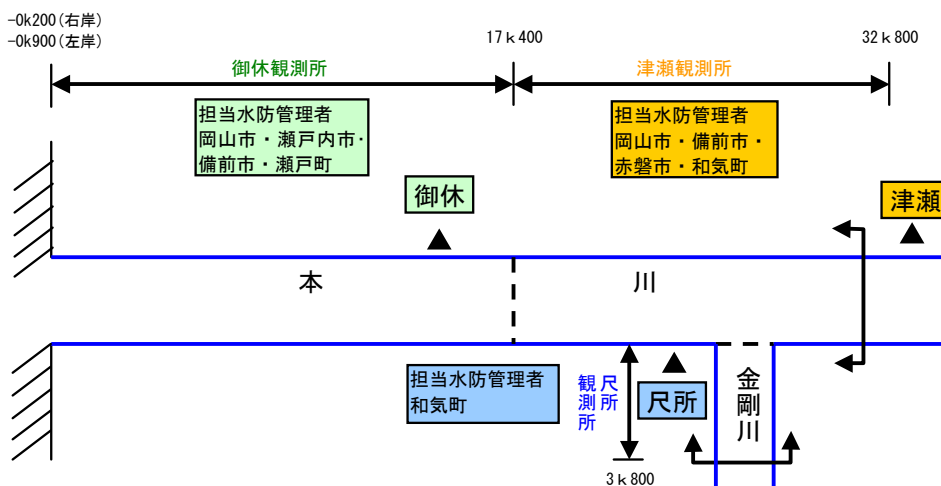 -0k200(右岸)
-0k900(左岸)
17k400
32k800
御休観測所
津瀬観測所
担当水防管理者
岡山市・瀬戸内市・
備前市・瀬戸町
担当水防管理者
岡山市・備前市・
赤磐市・和気町
御休
津瀬
本
川
担当水防管理者
和気町
尺所
観測所
尺所
金剛川
3k800